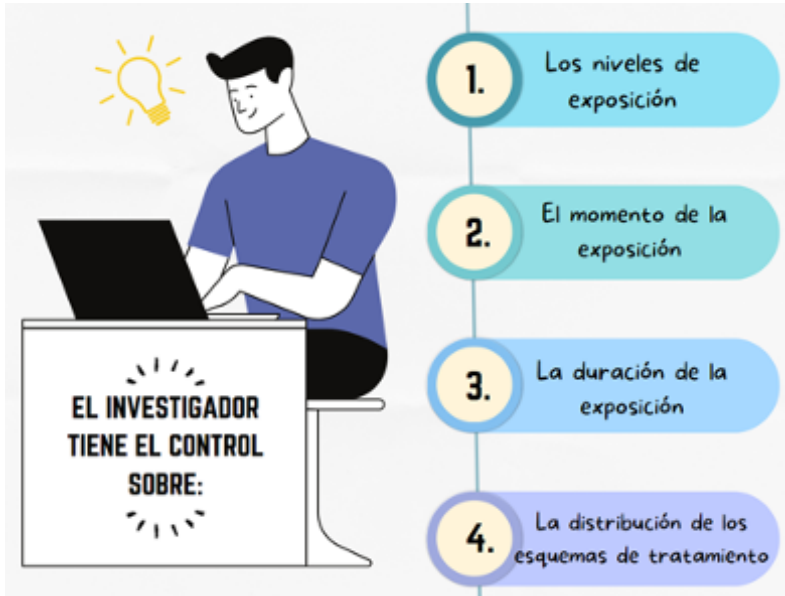 EL INVESTIGADOR
TIENE EL CONTROL
SOBRE:
1.
Los niveles de
exposición
2.
El momento de la
exposición
3.
La duración de la
exposición
4.
La distribución de los
esquemas de tratamiento